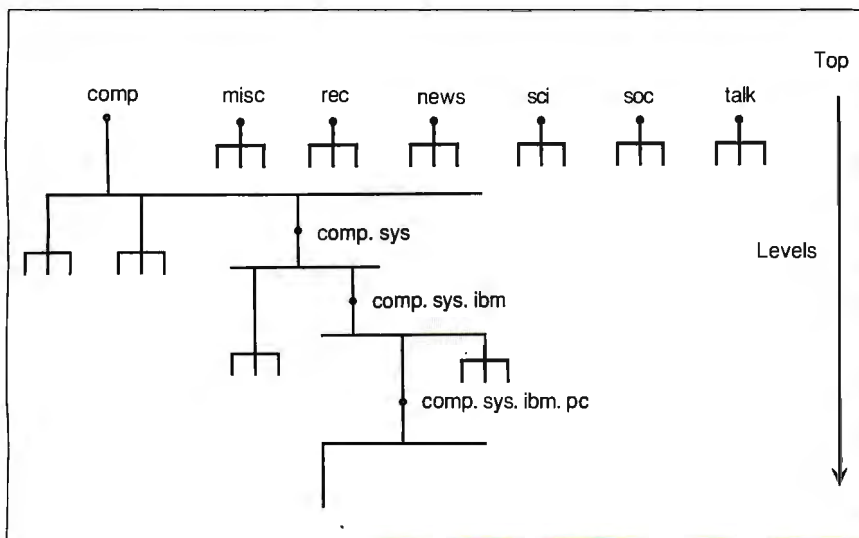 Top
comp misc rec news sci soc talk
comp. sys
Levels
comp. sys. ibm
comp. sys. ibm. pc